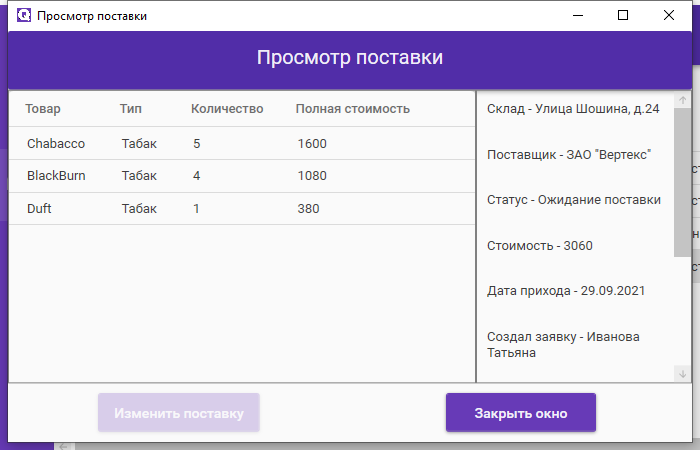 Просмотр поставки
Просмотр поставки
Товар Тип Количество Полная стоимость
Chabacco Табак 5 1600
BlackBurn Табак 4 1080
Duft Табак 1 380
Склад - Улица Шошина, д.24
Поставщик - ЗАО "Вертекс"
Статус - Ожидание поставки
Стоимость - 3060
Дата прихода - 29.09.2021
Создал заявку - Иванова
Татьяна
Изменить поставку
Закрыть окно